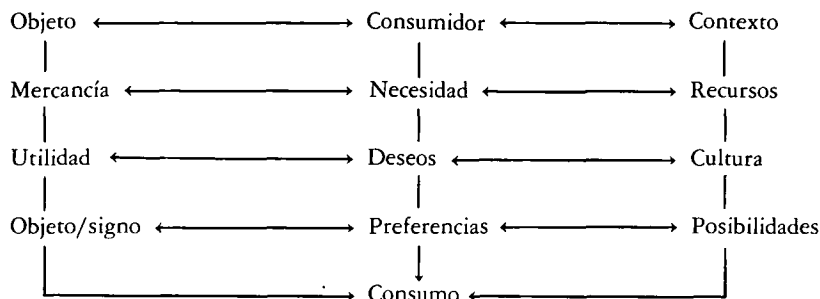 Objeto Consumidor Contexto
Mercancía Necesidad Recursos
Utilidad Deseos Cultura
Objeto/signo Preferencias Posibilidades
Consumo